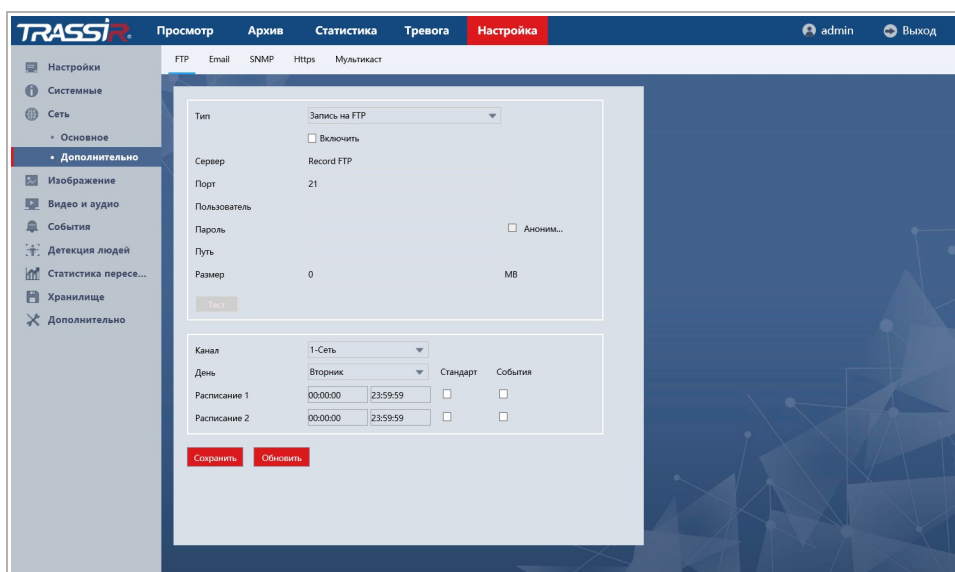 TRASSIR Просмотр Архив Статистика Тревога Настройка admin Выход
FTP Email SNMP Https Мультикаст
Настройки
Системные
Сеть
Основное
Дополнительно
Изображение
Видео и аудио
События
Детекция людей
Статистика пересе...
Хранилище
Дополнительно
Тип Запись на FTP
Включить
Сервер Record FTP
Порт 21
Пользователь
Пароль Аноним...
Путь
Размер 0 MB
Тест
Канал 1-Сеть
День Вторник Стандарт События
Расписание 1 00:00:00 23:59:59
Расписание 2 00:00:00 23:59:59
Сохранить Обновить